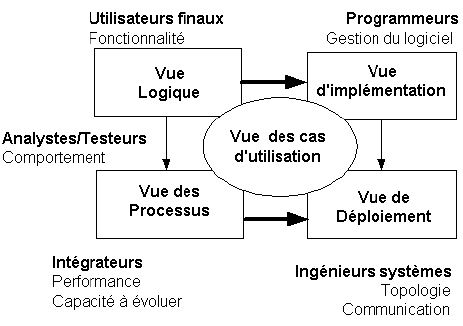 Utilisateurs finaux
Fonctionnalité
Programmeurs
Gestion du logiciel
Vue
Logique
Vue
d'implémentation
Vue des cas
d'utilisation
Analystes/Testeurs
Comportement
Vue des
Processus
Vue de
Déploiement
Intégrateurs
Performance
Capacité à évoluer
Ingénieurs systèmes
Topologie
Communication